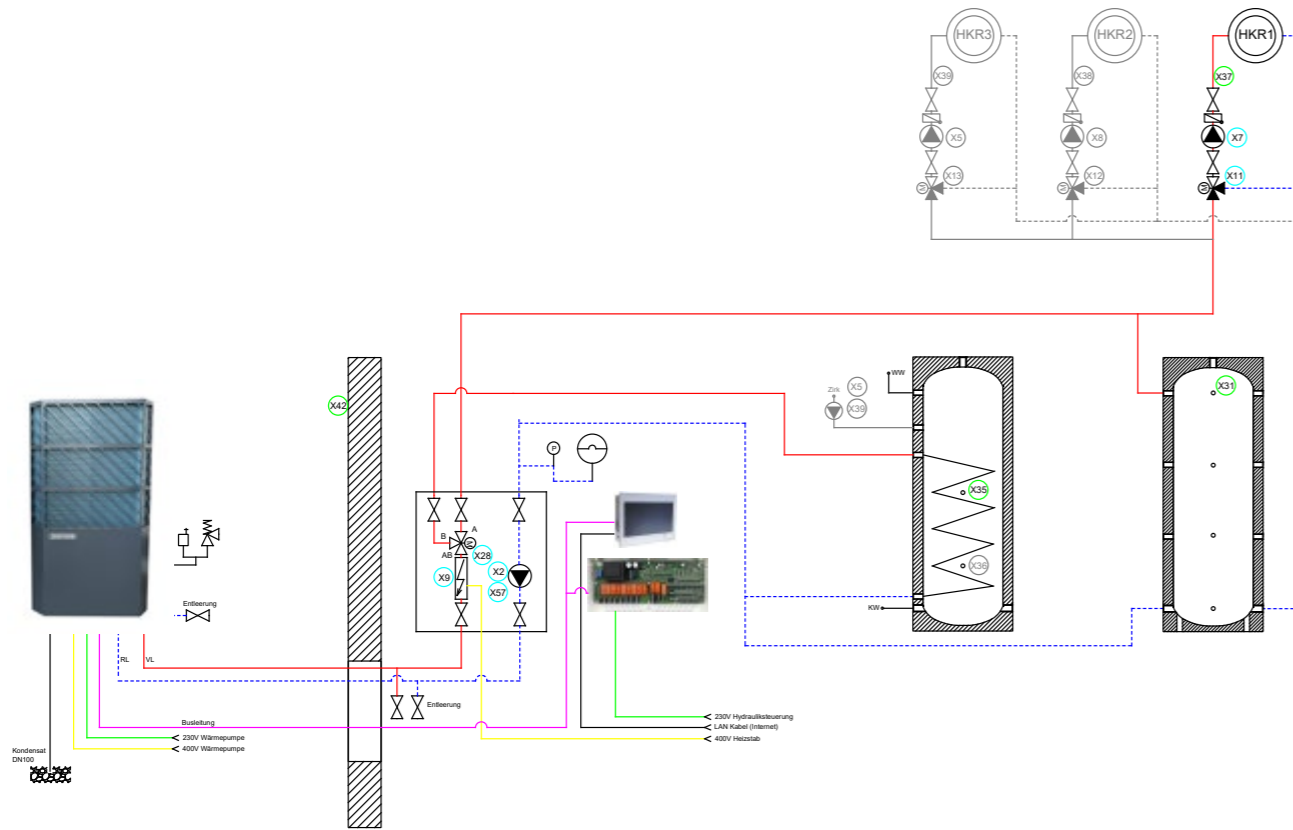 HKR3
HKR2
HKR1
X39
X38
X37
X5
X8
X7
X13
X12
X11
M
M
M
X42
WW
Zirk
X5
X39
X31
P
X35
A
B
M
AB
X28
X9
X2
X57
X36
KW
Entleerung
RL
VL
Entleerung
Busleitung
230V Wärmepumpe
400V Wärmepumpe
230V Hydrauliksteuerung
LAN Kabel (Internet)
400V Heizstab
Kondensat
DN100